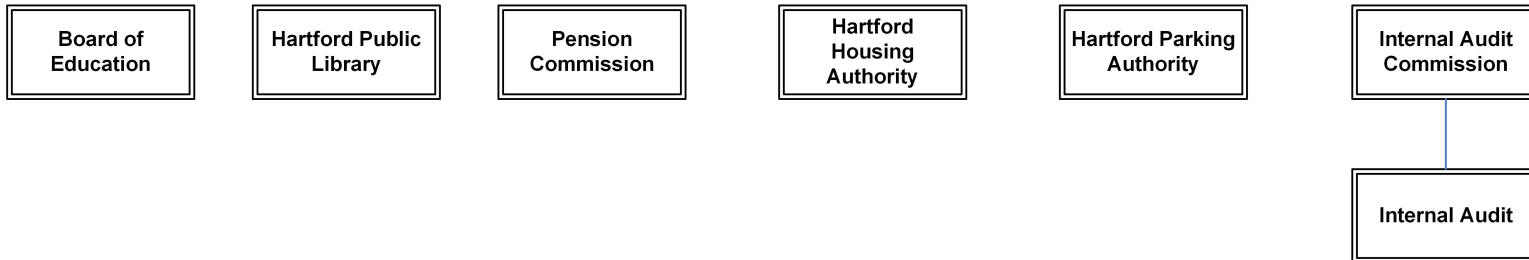 Board of
Education
Hartford Public
Library
Pension
Commission
Hartford
Housing
Authority
Hartford Parking
Authority
Internal Audit
Commission
Internal Audit